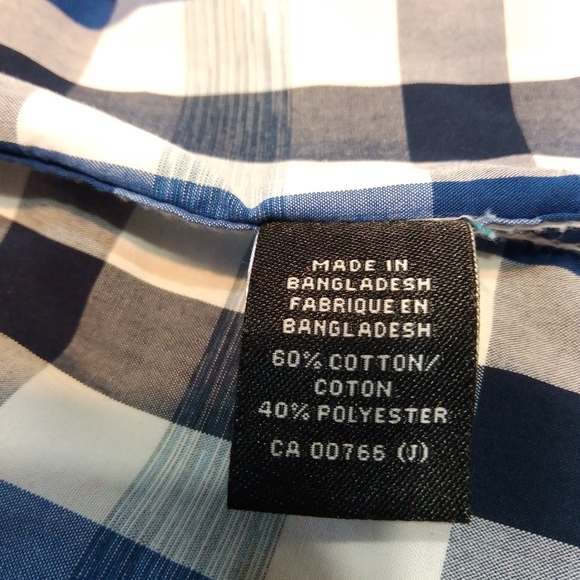 MADE IN
BANGLADESH
FABRIQUE EN
BANGLADESH
60% COTTON/
COTON
40% POLYESTER
CA 00766 (J)